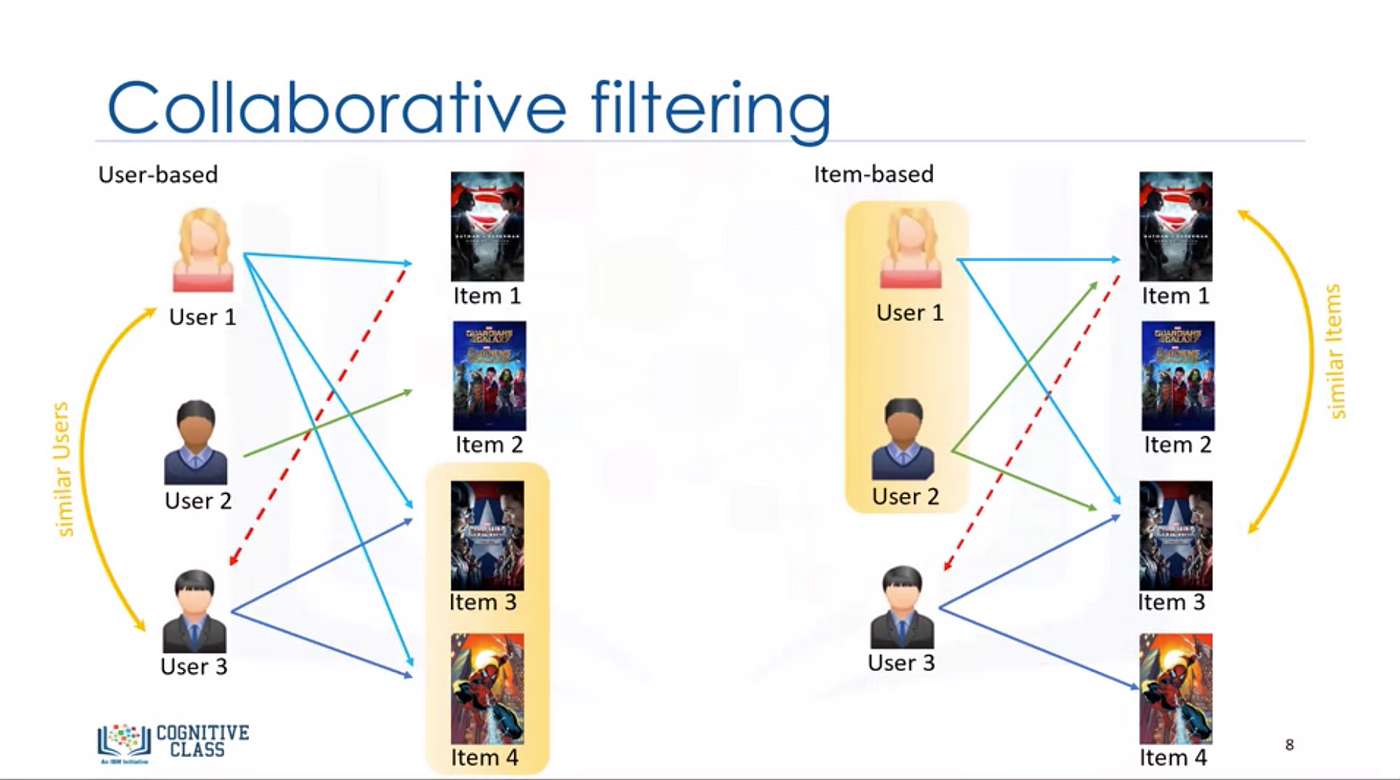 Collaborative filtering
User-based
User 1
User 2
User 3
similar Users
Item 1
Item 2
Item 3
Item 4
Item-based
User 1
User 2
User 3
Item 1
Item 2
Item 3
Item 4
similar Items
COGNITIVE
CLASS
An IBM Initiative
8